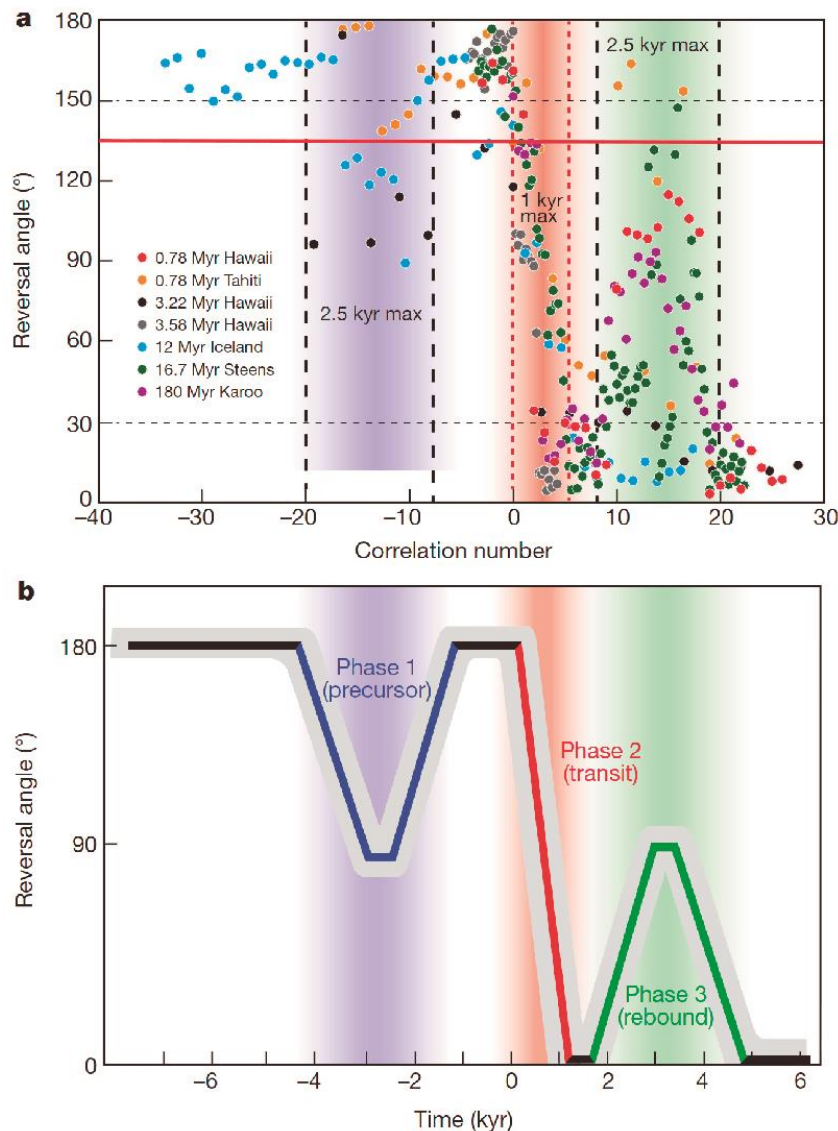 a
180
150
120
90
60
30
0
Reversal angle (°)
2.5 kyr max
1 kyr
max
2.5 kyr max
0.78 Myr Hawaii
0.78 Myr Tahiti
3.22 Myr Hawaii
3.58 Myr Hawaii
12 Myr Iceland
16.7 Myr Steens
180 Myr Karoo
−40 −30 −20 −10 0 10 20 30
Correlation number
b
180
90
0
Reversal angle (°)
Phase 1
(precursor)
Phase 2
(transit)
Phase 3
(rebound)
−6 −4 −2 0 2 4 6
Time (kyr)